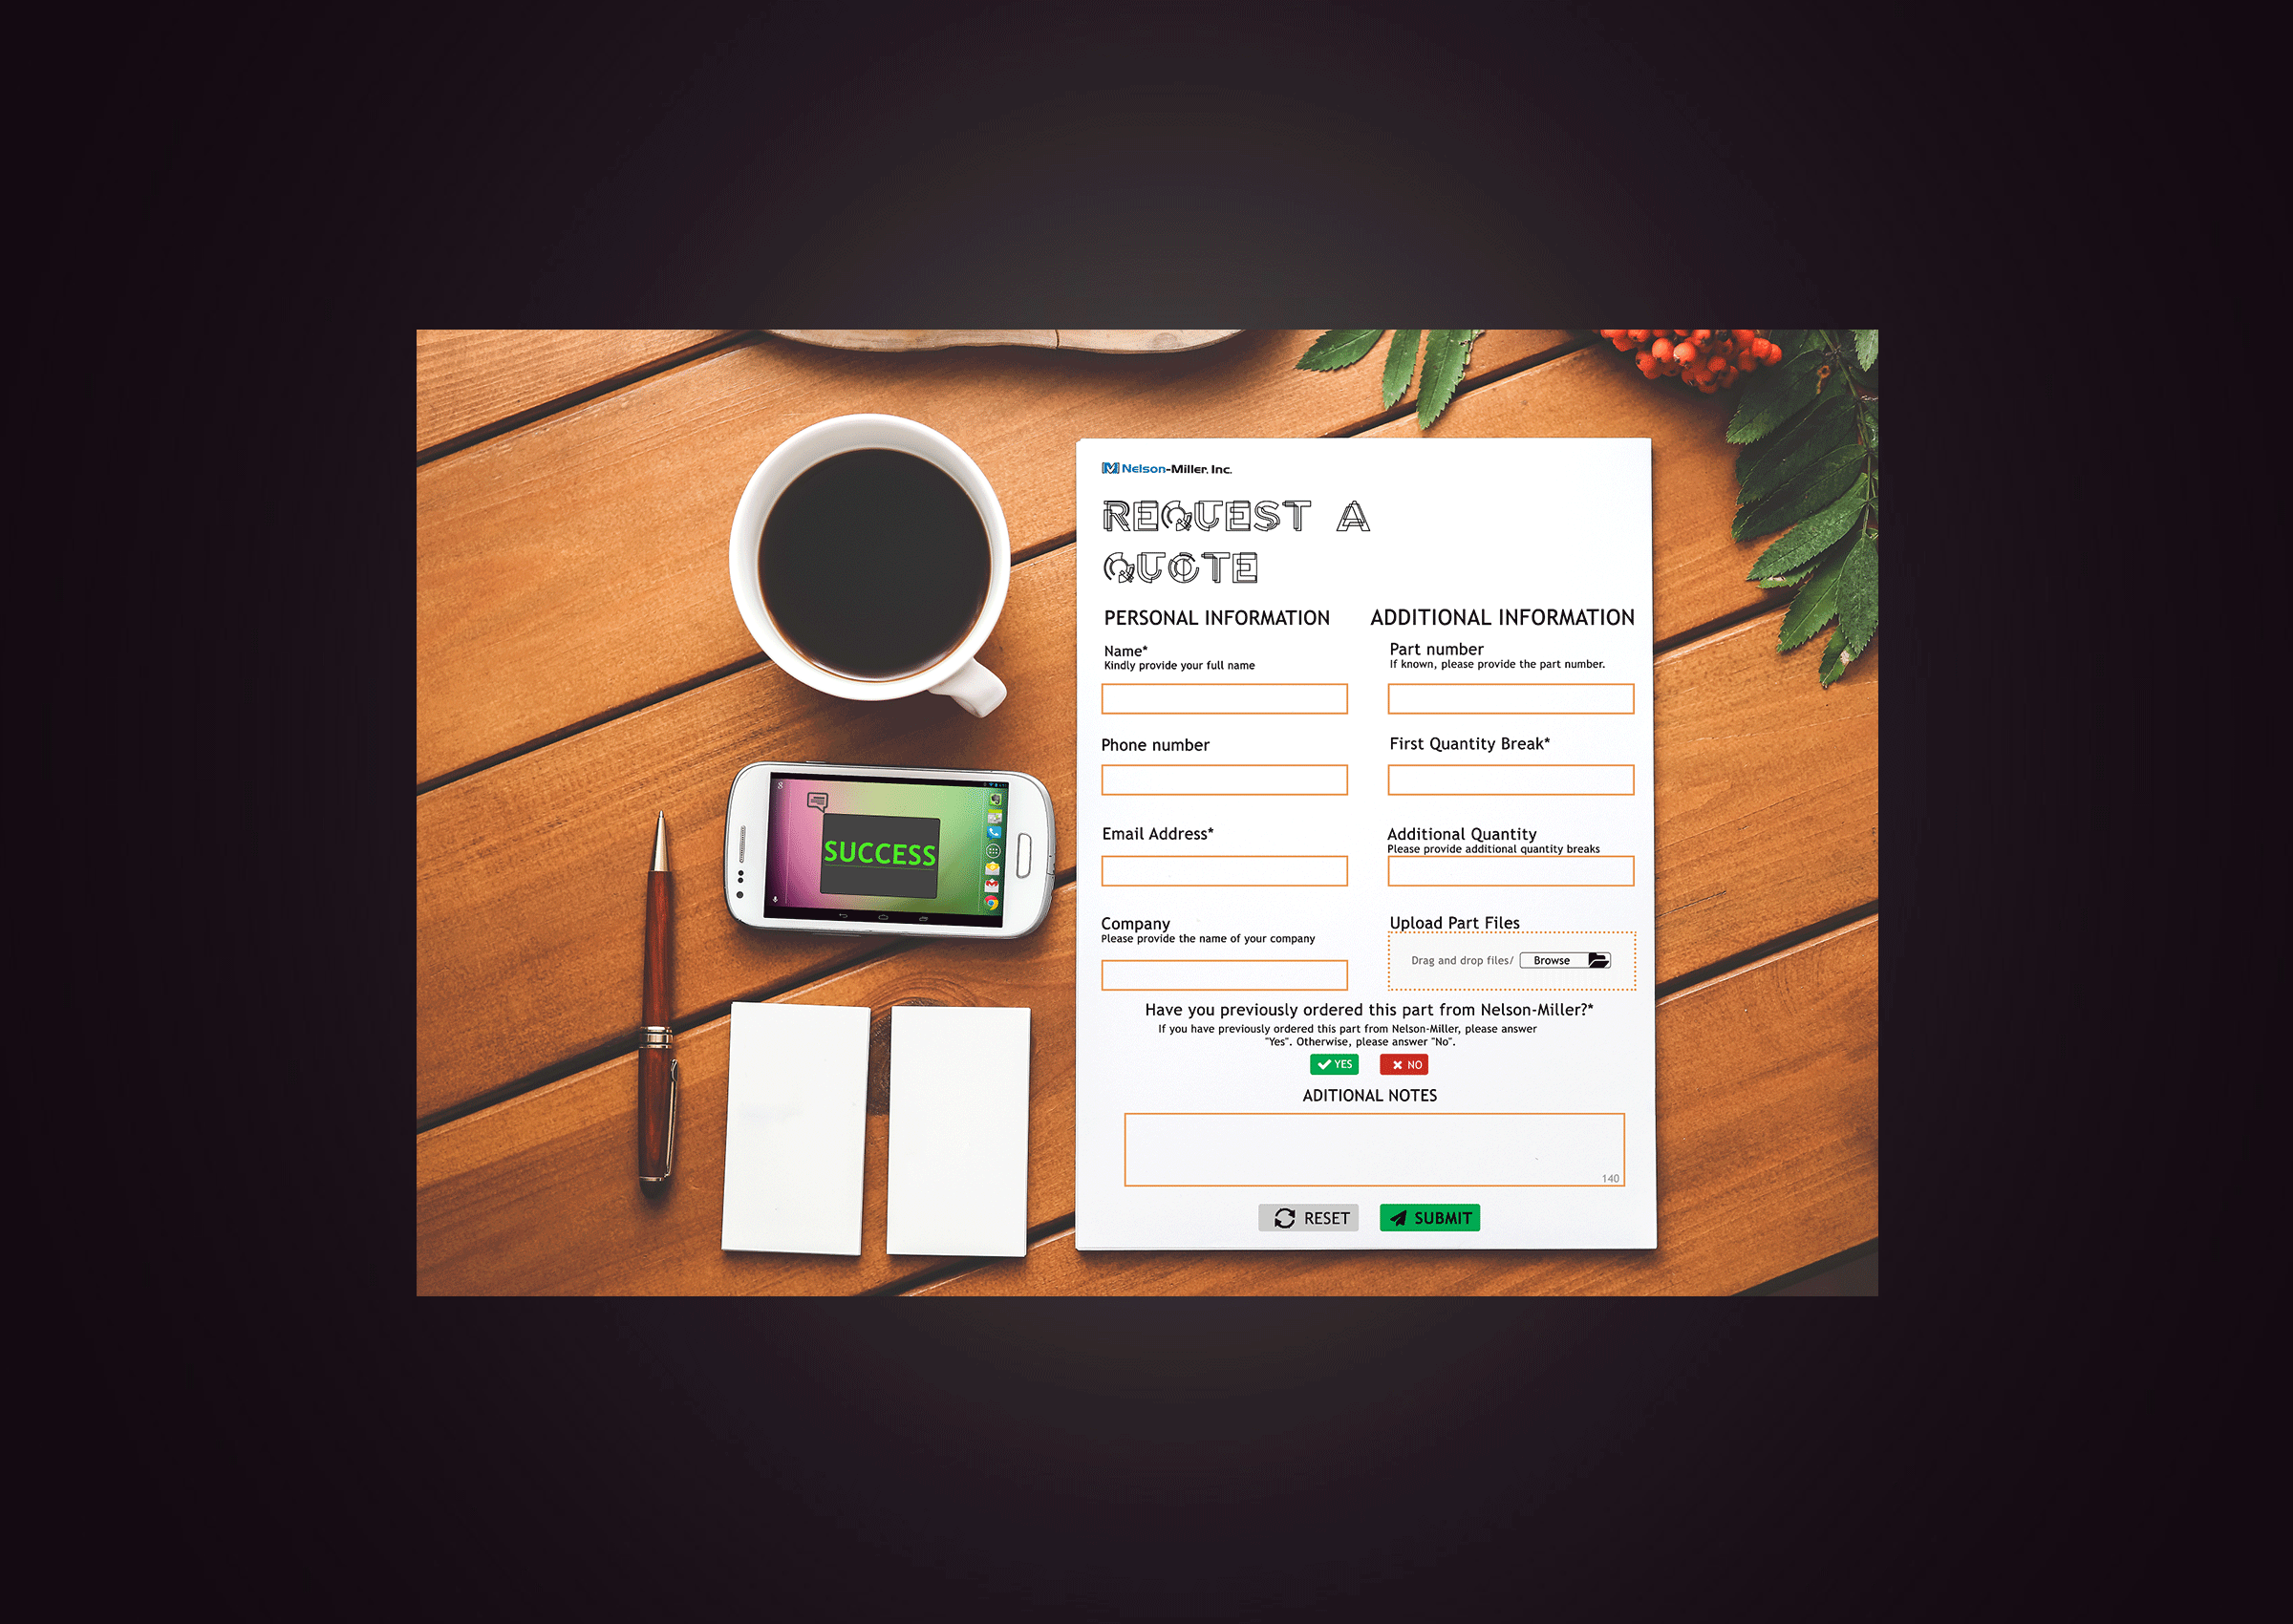 Nelson-Miller, Inc.
REQUEST A
QUOTE
PERSONAL INFORMATION
Name*
Kindly provide your full name
Phone number
Email Address*
Company
Please provide the name of your company
ADDITIONAL INFORMATION
Part number
If known, please provide the part number.
First Quantity Break*
Additional Quantity
Please provide additional quantity breaks
Upload Part Files
Drag and drop files/ Browse
Have you previously ordered this part from Nelson-Miller?*
If you have previously ordered this part from Nelson-Miller, please answer
"Yes". Otherwise, please answer "No".
YES NO
ADITIONAL NOTES
140
RESET SUBMIT
SUCCESS